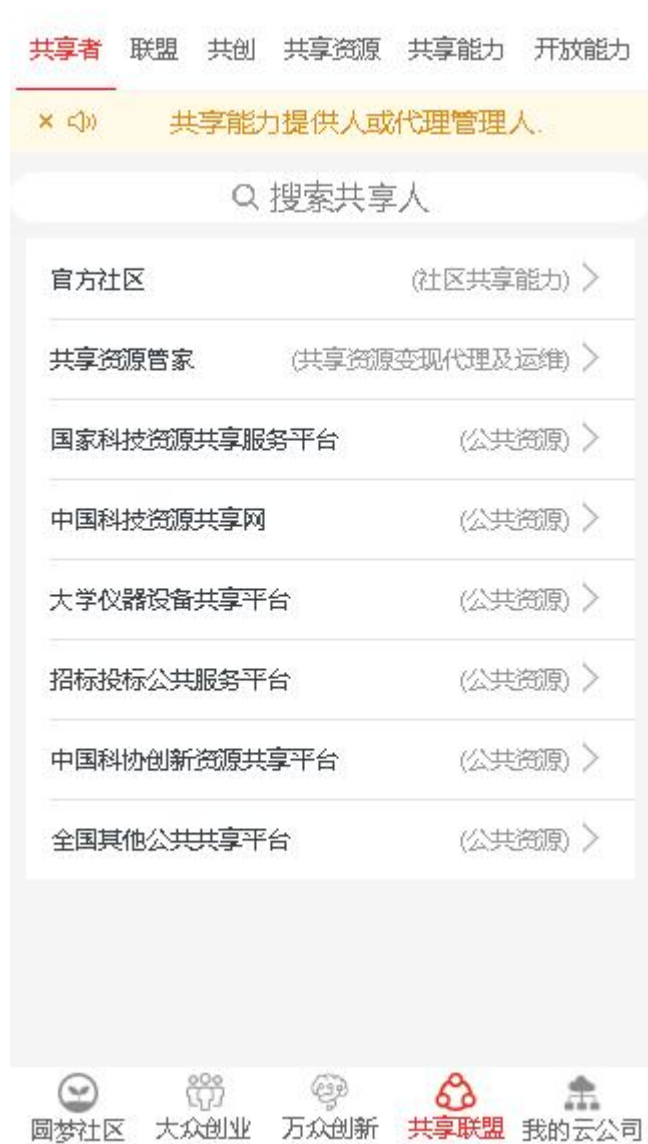 共享者 联盟 共创 共享资源 共享能力 开放能力
共享能力提供人或代理管理人.
搜索共享人
官方社区 (社区共享能力)
共享资源管家 (共享资源变现代理及运维)
国家科技资源共享服务平台 (公共资源)
中国科技资源共享网 (公共资源)
大学仪器设备共享平台 (公共资源)
招标投标公共服务平台 (公共资源)
中国科协创新资源共享平台 (公共资源)
全国其他公共共享平台 (公共资源)
圆梦社区 大众创业 万众创新 共享联盟 我的云公司